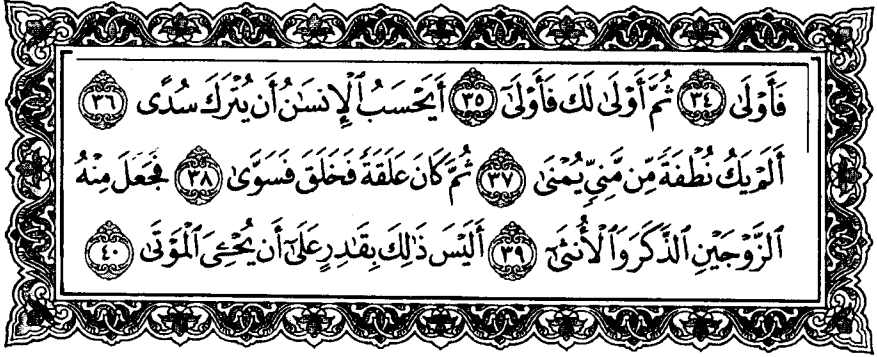 فَأَوْلَىٰ ٣٤ ثُمَّ أَوْلَىٰ لَكَ فَأَوْلَىٰٓ ٣٥ أَيَحْسَبُ ٱلْإِنسَٰنُ أَن يُتْرَكَ سُدًى ٣٦
أَلَمْ يَكُ نُطْفَةً مِّن مَّنِىٍّ يُمْنَىٰ ٣٧ ثُمَّ كَانَ عَلَقَةً فَخَلَقَ فَسَوَّىٰ ٣٨ فَجَعَلَ مِنْهُ
ٱلزَّوْجَيْنِ ٱلذَّكَرَ وَٱلْأُنثَىٰٓ ٣٩ أَلَيْسَ ذَٰلِكَ بِقَٰدِرٍ عَلَىٰٓ أَن يُحْـِۧىَ ٱلْمَوْتَىٰ ٤٠